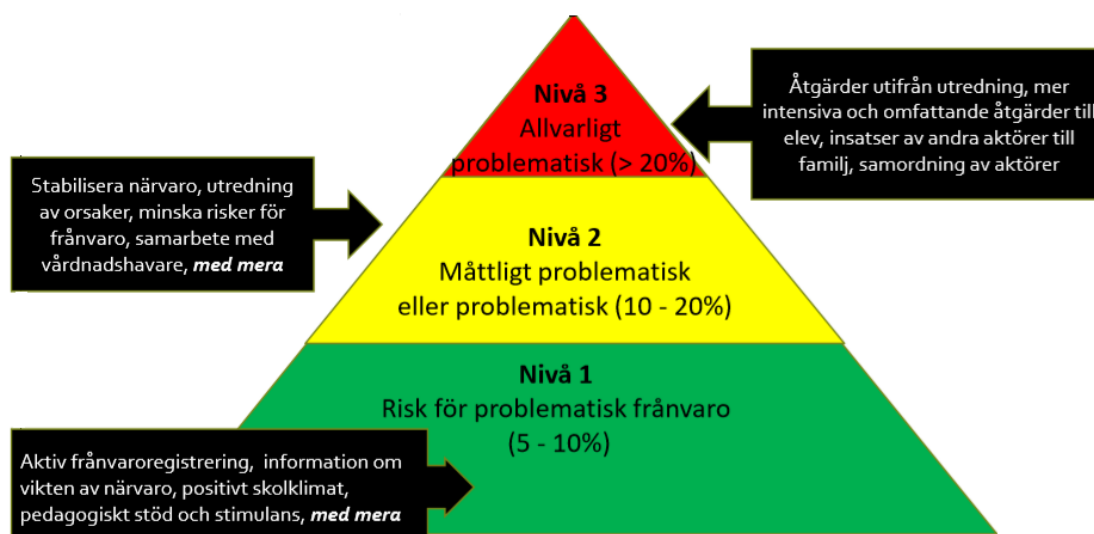 Nivå 3
Allvarligt
problematisk (> 20%)
Åtgärder utifrån utredning, mer
intensiva och omfattande åtgärder till
elev, insatser av andra aktörer till
familj, samordning av aktörer
Stabilisera närvaro, utredning
av orsaker, minska risker för
frånvaro, samarbete med
vårdnadshavare, med mera
Nivå 2
Måttligt problematisk
eller problematisk (10 - 20%)
Nivå 1
Risk för problematisk frånvaro
(5 - 10%)
Aktiv frånvaroregistrering, information om
vikten av närvaro, positivt skolklimat,
pedagogiskt stöd och stimulans, med mera